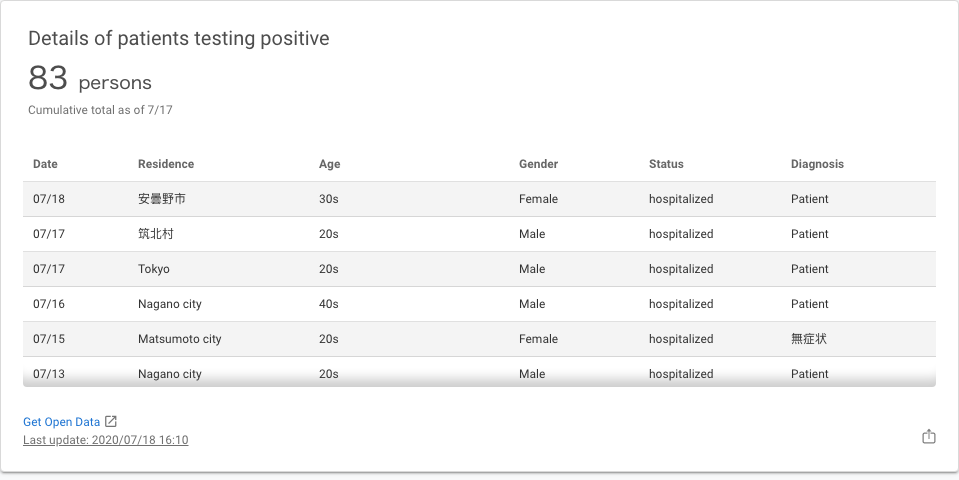 Details of patients testing positive
83 persons
Cumulative total as of 7/17
Date Residence Age Gender Status Diagnosis
07/18 安曇野市 30s Female hospitalized Patient
07/17 筑北村 20s Male hospitalized Patient
07/17 Tokyo 20s Male hospitalized Patient
07/16 Nagano city 40s Male hospitalized Patient
07/15 Matsumoto city 20s Female hospitalized 無症状
07/13 Nagano city 20s Male hospitalized Patient
Get Open Data
Last update: 2020/07/18 16:10